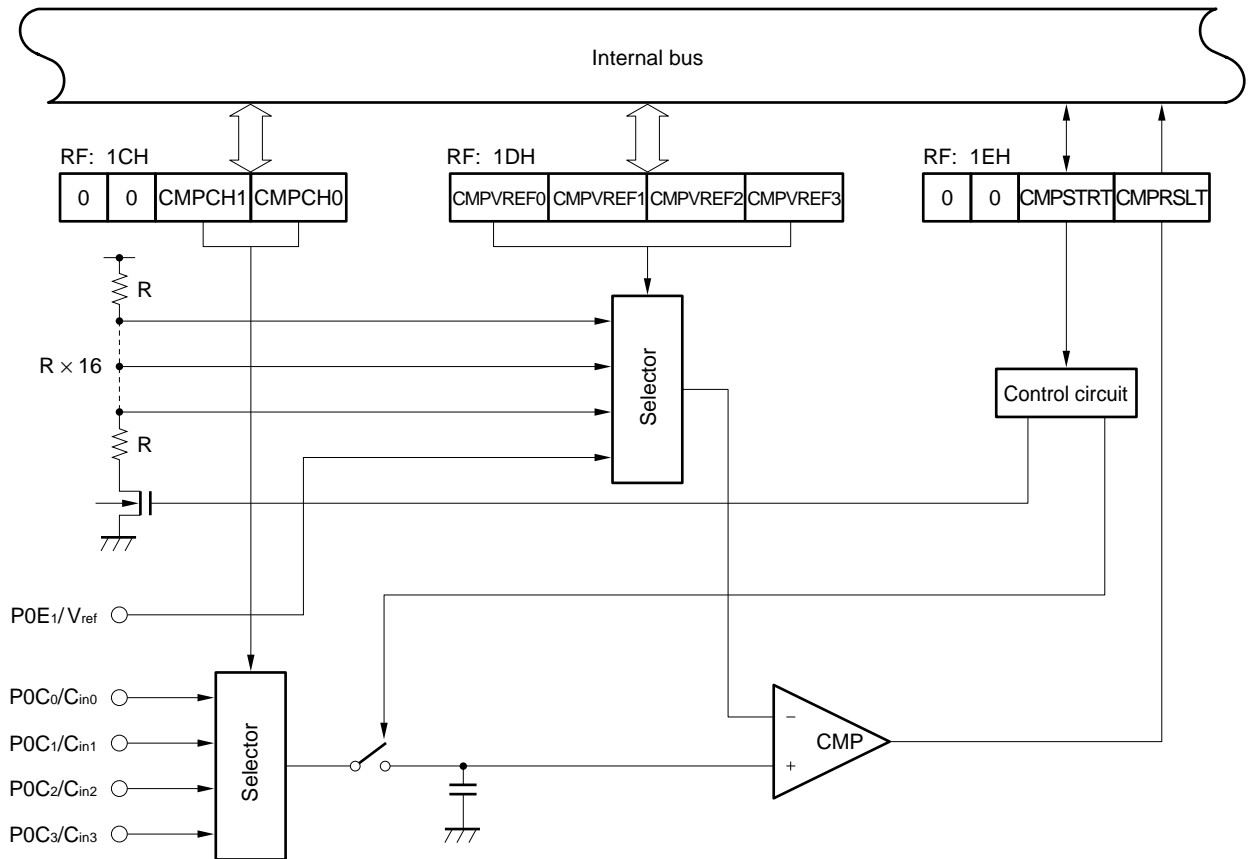 Internal bus
RF: 1CH
RF: 1DH
RF: 1EH
0 0 CMPCH1 CMPCH0
CMPVREF0 CMPVREF1 CMPVREF2 CMPVREF3
0 0 CMPSTRT CMPRSLT
R
R × 16
R
Selector
Control circuit
P0E1/Vref
P0C0/Cin0
P0C1/Cin1
P0C2/Cin2
P0C3/Cin3
Selector
−
CMP
+